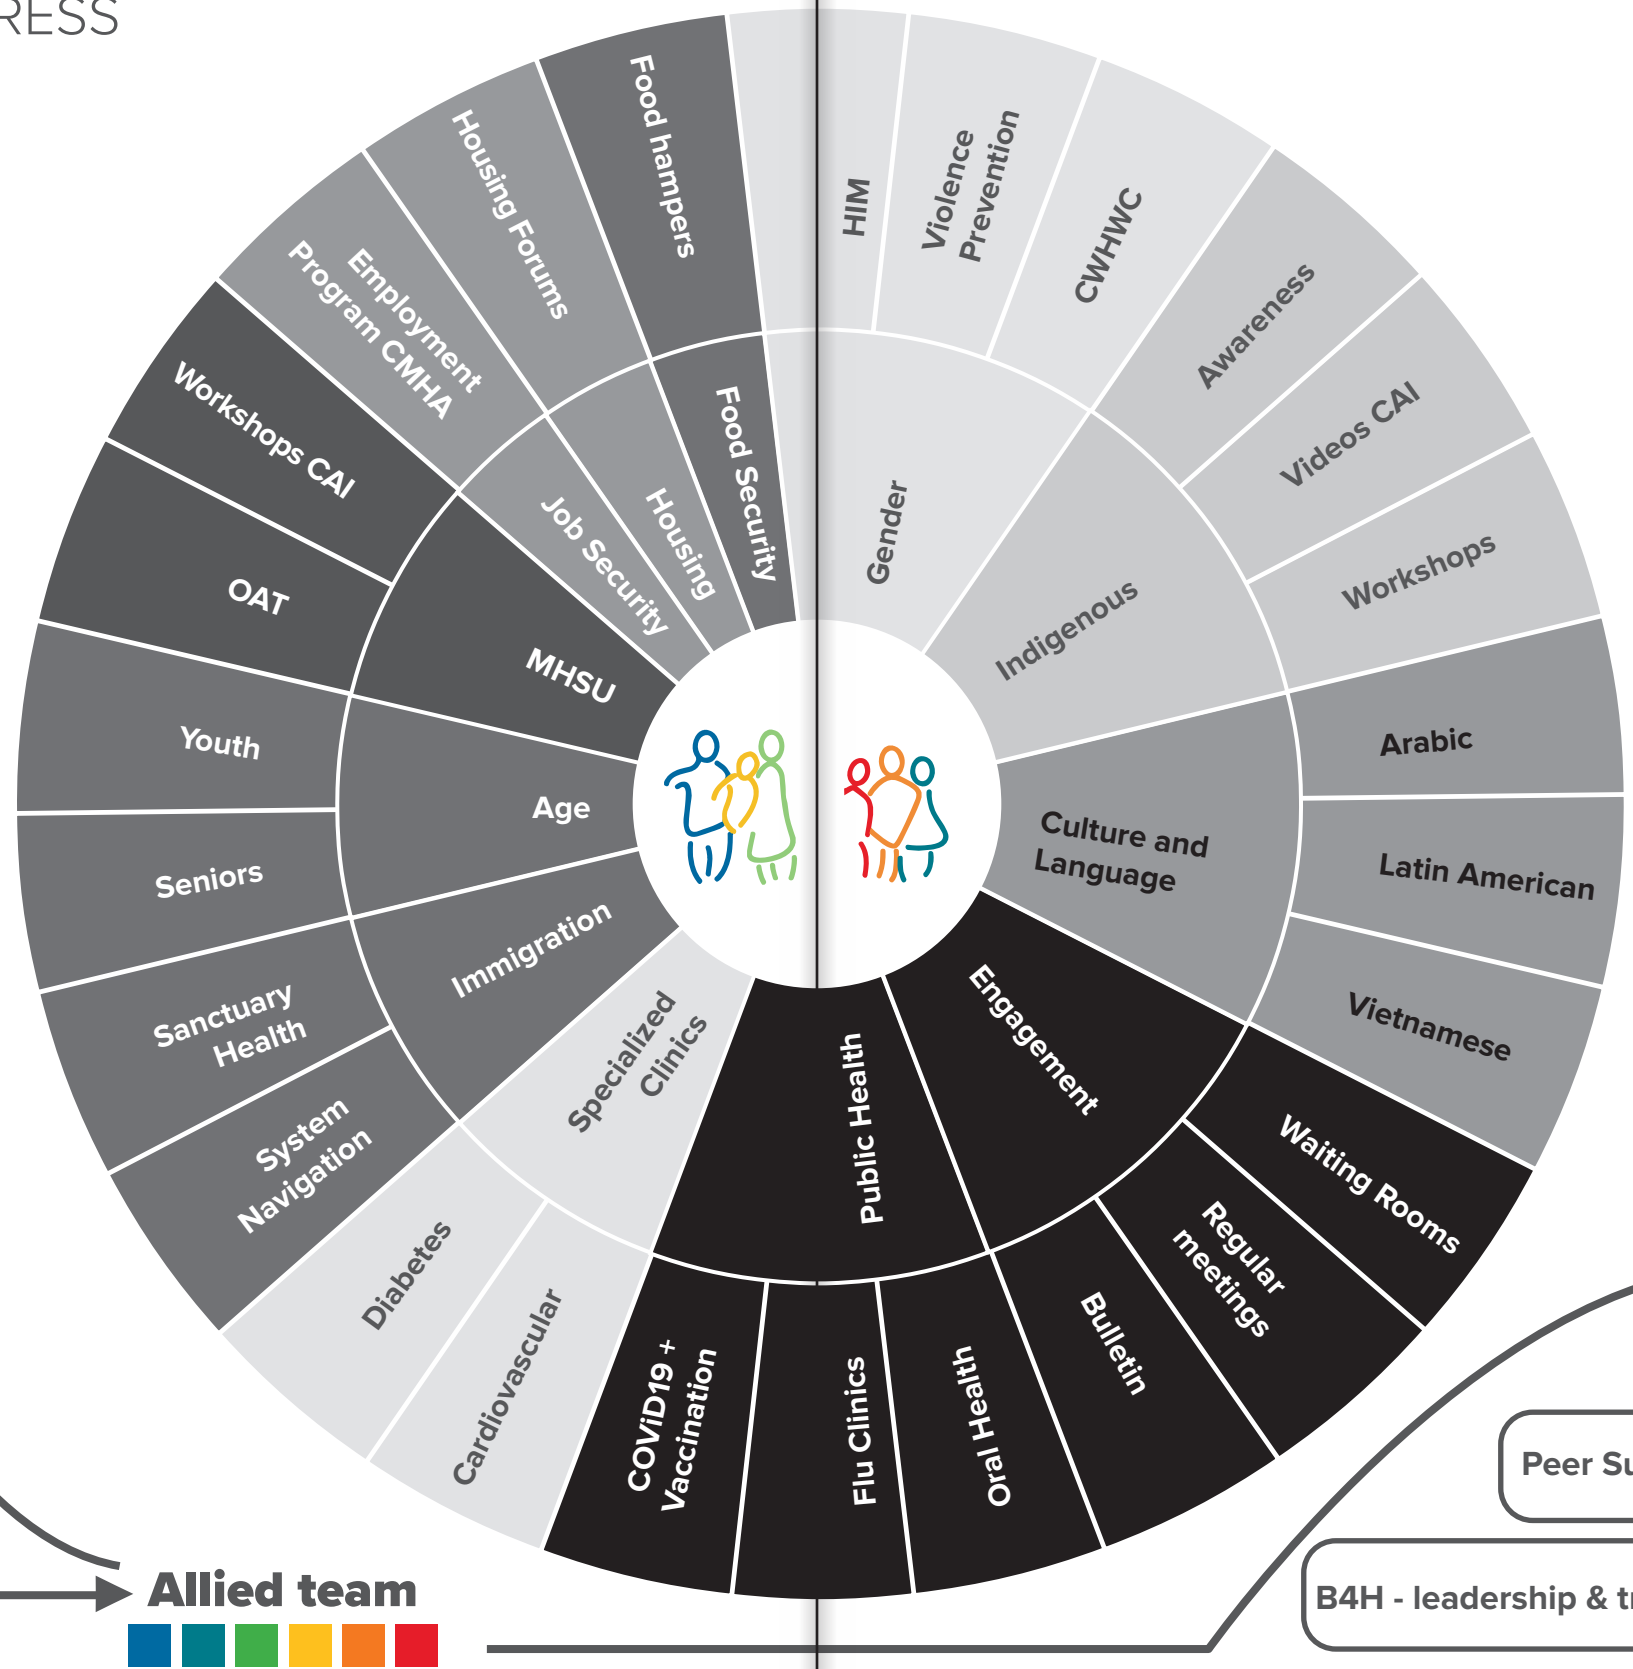 RESS
HIM
Violence
Prevention
CWHWC
Awareness
Videos CAI
Workshops
Arabic
Latin American
Vietnamese
Waiting Rooms
Regular
meetings
Bulletin
Oral Health
Flu Clinics
COViD19 +
Vaccination
Cardiovascular
Diabetes
System
Navigation
Sanctuary
Health
Seniors
Youth
OAT
Workshops CAI
Employment
Program CMHA
Housing Forums
Food hampers
Gender
Indigenous
Culture and
Language
Engagement
Public Health
Specialized
Clinics
Immigration
Age
MHSU
Job Security
Housing
Food Security
Peer Su
B4H - leadership & tr
Allied team